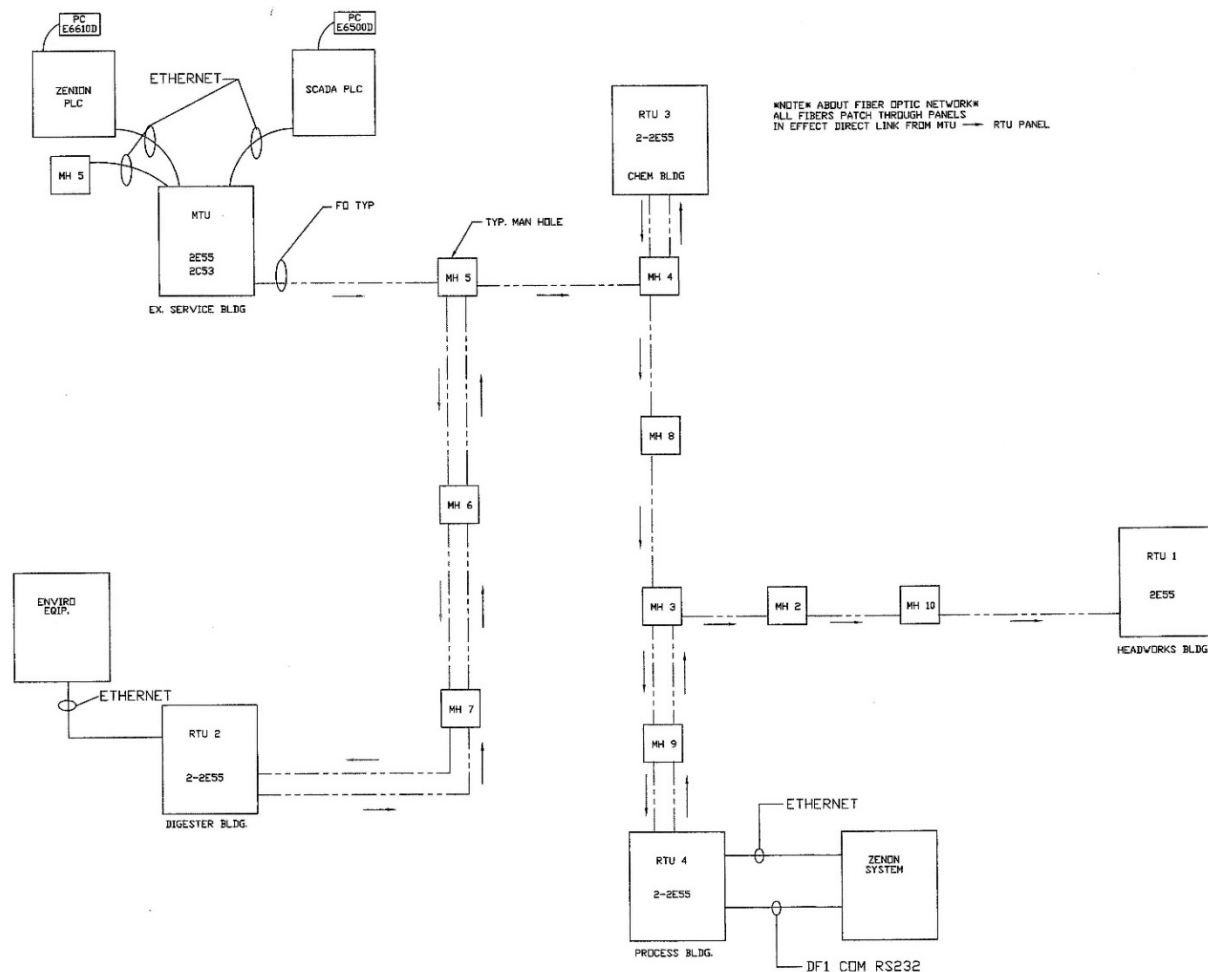 PC
E6610D
PC
E6500D
ETHERNET
ZENION
PLC
SCADA PLC
MH 5
MTU
2E55
2C53
EX. SERVICE BLDG
FO TYP
TYP. MAN HOLE
MH 5
RTU 3
2-2E55
CHEM BLDG
MH 4
*NOTE* ABOUT FIBER OPTIC NETWORK*
ALL FIBERS PATCH THROUGH PANELS
IN EFFECT DIRECT LINK FROM MTU → RTU PANEL
MH 8
MH 6
MH 3
MH 2
MH 10
RTU 1
2E55
HEADWORKS BLDG
ENVIRO
EQIP.
ETHERNET
MH 7
RTU 2
2-2E55
DIGESTER BLDG.
MH 9
RTU 4
2-2E55
PROCESS BLDG.
ETHERNET
ZENON
SYSTEM
DF1 COM RS232